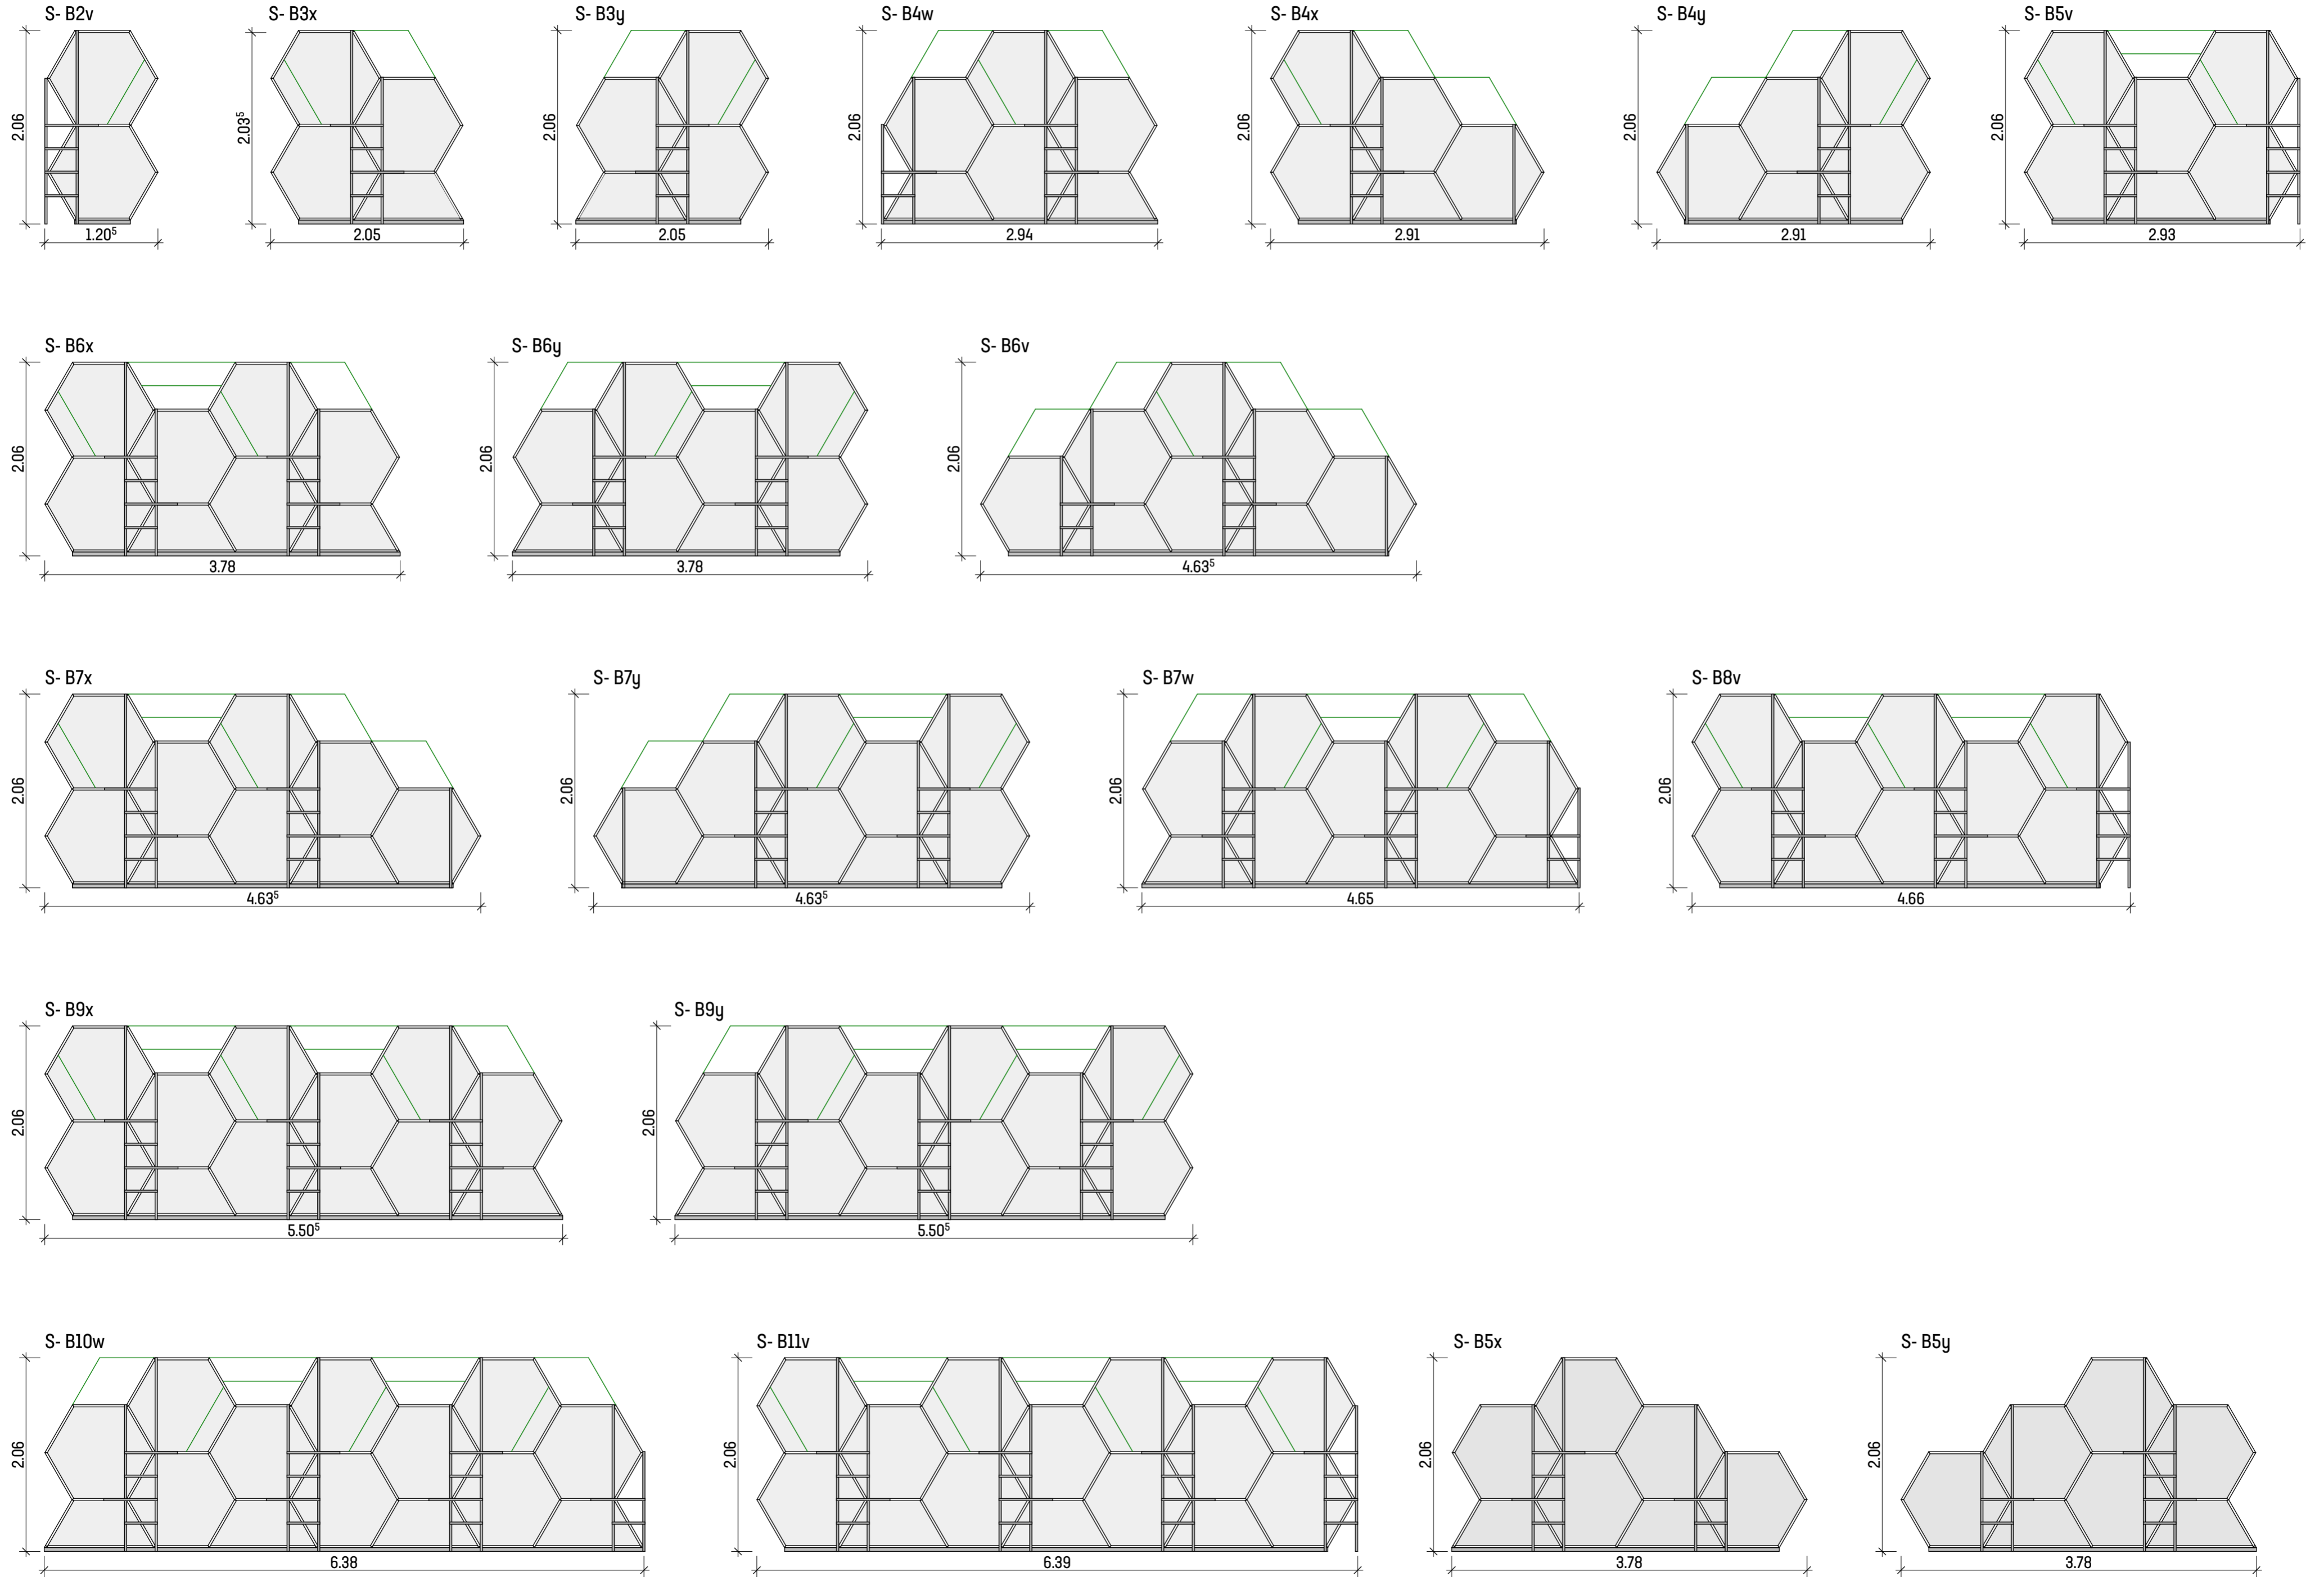 S- B2v
S- B3x
S- B3y
S- B4w
S- B4x
S- B4y
S- B5v
2.06
2.03⁵
2.06
2.06
2.06
2.06
2.06
1.20⁵
2.05
2.05
2.94
2.91
2.91
2.93
S- B6x
S- B6y
S- B6v
2.06
2.06
2.06
3.78
3.78
4.63⁵
S- B7x
S- B7y
S- B7w
S- B8v
2.06
2.06
2.06
2.06
4.63⁵
4.63⁵
4.65
4.66
S- B9x
S- B9y
2.06
2.06
5.50⁵
5.50⁵
S- B10w
S- B11v
S- B5x
S- B5y
2.06
2.06
2.06
2.06
6.38
6.39
3.78
3.78